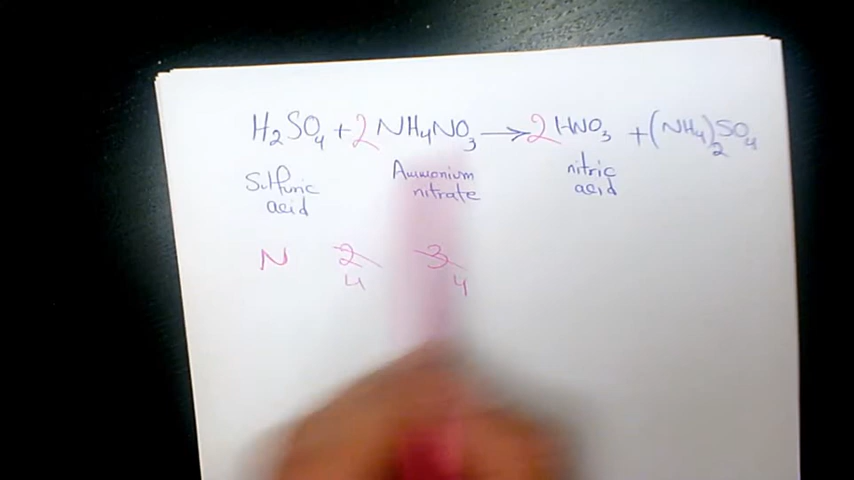 H₂SO₄ + 2 NH₄NO₃ → 2 HNO₃ + (NH₄)₂SO₄
Sulfuric acid
Ammonium nitrate
nitric acid
N 2 3
4 4